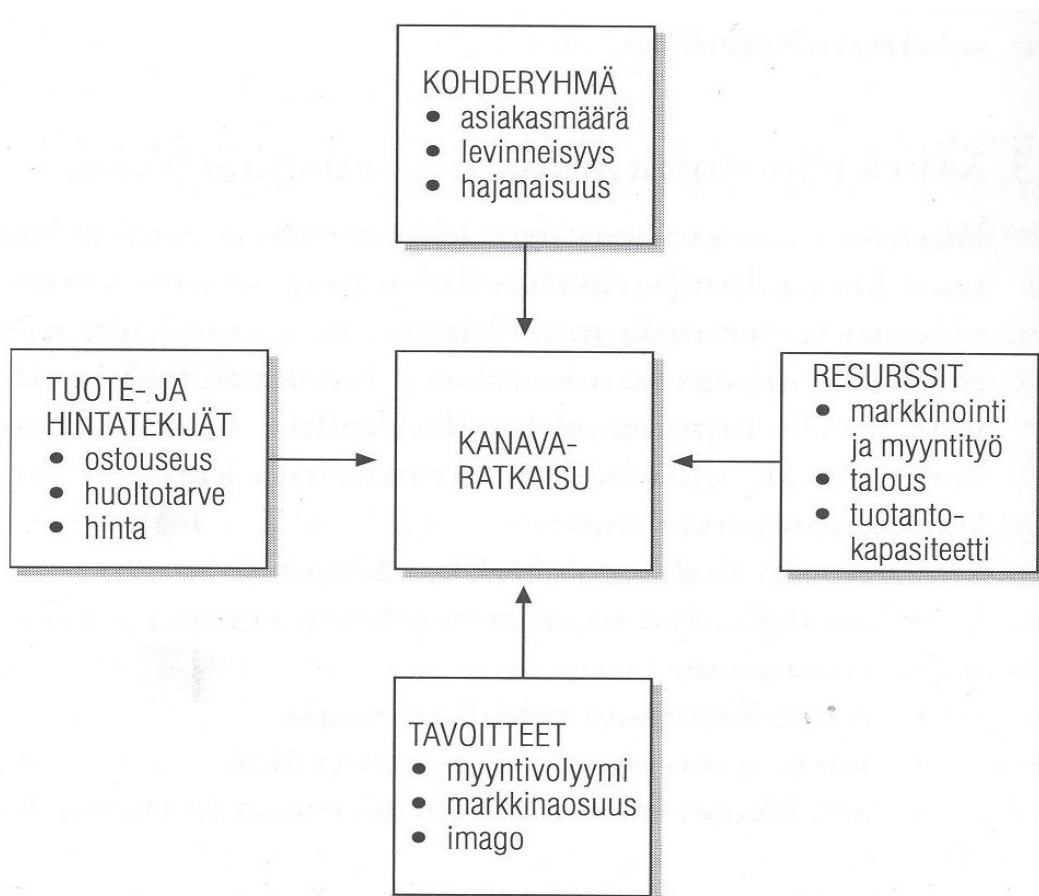 KOHDERYHMÄ
• asiakasmäärä
• levinneisyys
• hajanaisuus
TUOTE- JA
HINTATEKIJÄT
• ostouseus
• huoltotarve
• hinta
KANAVA-
RATKAISU
RESURSSIT
• markkinointi
ja myyntityö
• talous
• tuotanto-
kapasiteetti
TAVOITTEET
• myyntivolyymi
• markkinaosuus
• imago